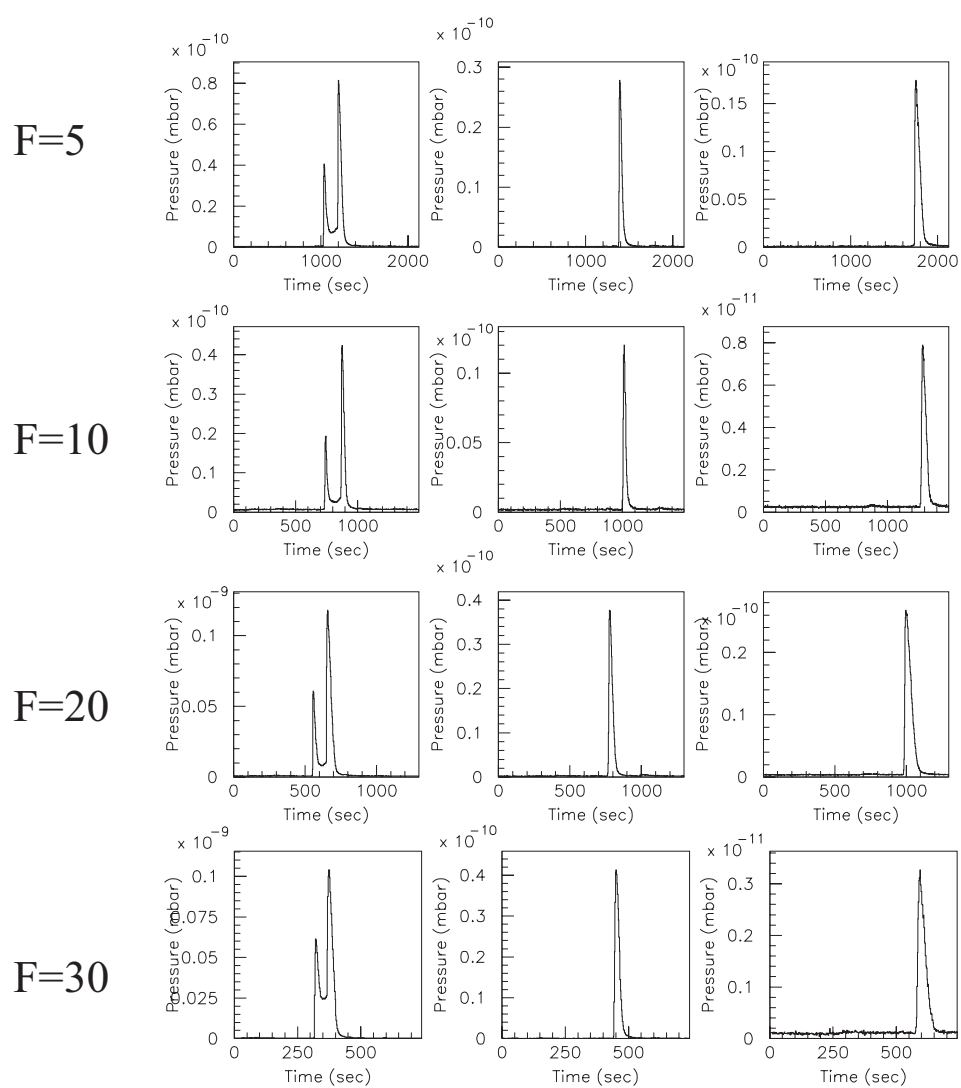 F=5
x 10-10
Pressure (mbar)
0.8
0.6
0.4
0.2
0
0 1000 2000
Time (sec)
x 10-10
Pressure (mbar)
0.3
0.2
0.1
0
0 1000 2000
Time (sec)
x 10-10
Pressure (mbar)
0.15
0.1
0.05
0
0 1000 2000
Time (sec)
F=10
x 10-10
Pressure (mbar)
0.4
0.3
0.2
0.1
0
0 500 1000
Time (sec)
x 10-10
Pressure (mbar)
0.1
0.05
0
0 500 1000
Time (sec)
x 10-11
Pressure (mbar)
0.8
0.6
0.4
0.2
0
0 500 1000
Time (sec)
F=20
x 10-9
Pressure (mbar)
0.1
0.05
0
0 500 1000
Time (sec)
x 10-10
Pressure (mbar)
0.4
0.3
0.2
0.1
0
0 500 1000
Time (sec)
x 10-10
Pressure (mbar)
0.2
0.1
0
0 500 1000
Time (sec)
F=30
x 10-9
Pressure (mbar)
0.1
0.075
0.05
0.025
0
0 250 500
Time (sec)
x 10-10
Pressure (mbar)
0.4
0.3
0.2
0.1
0
0 250 500
Time (sec)
x 10-11
Pressure (mbar)
0.3
0.2
0.1
0
0 250 500
Time (sec)